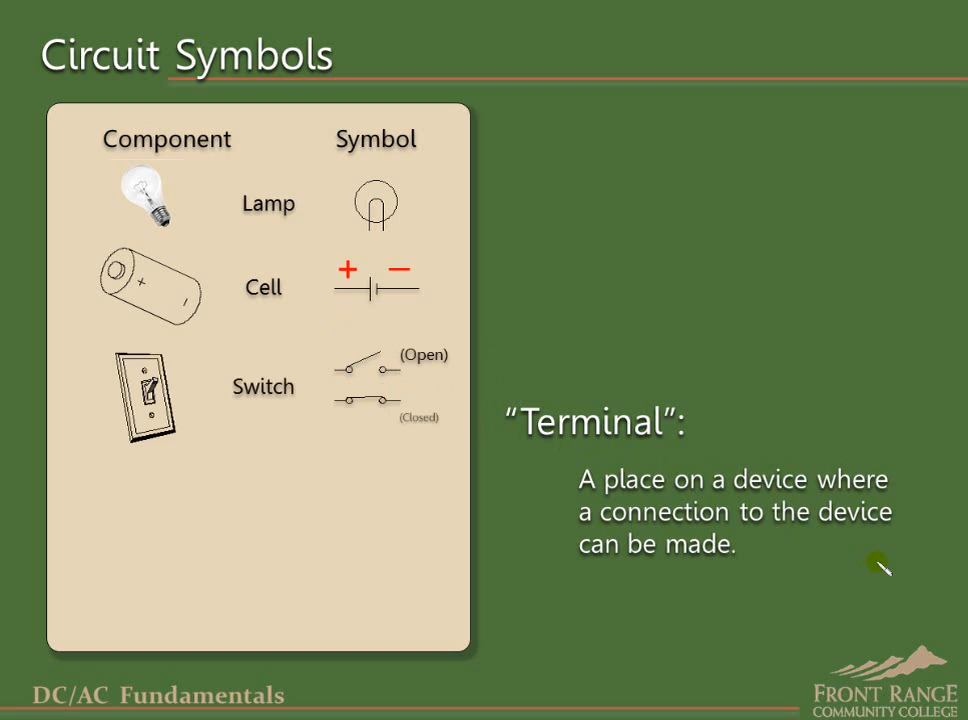 Circuit Symbols
Component Symbol
Lamp
+ −
Cell
+
-
(Open)
Switch
(Closed)
“Terminal”:
A place on a device where
a connection to the device
can be made.
DC/AC Fundamentals
FRONT RANGE
COMMUNITY COLLEGE